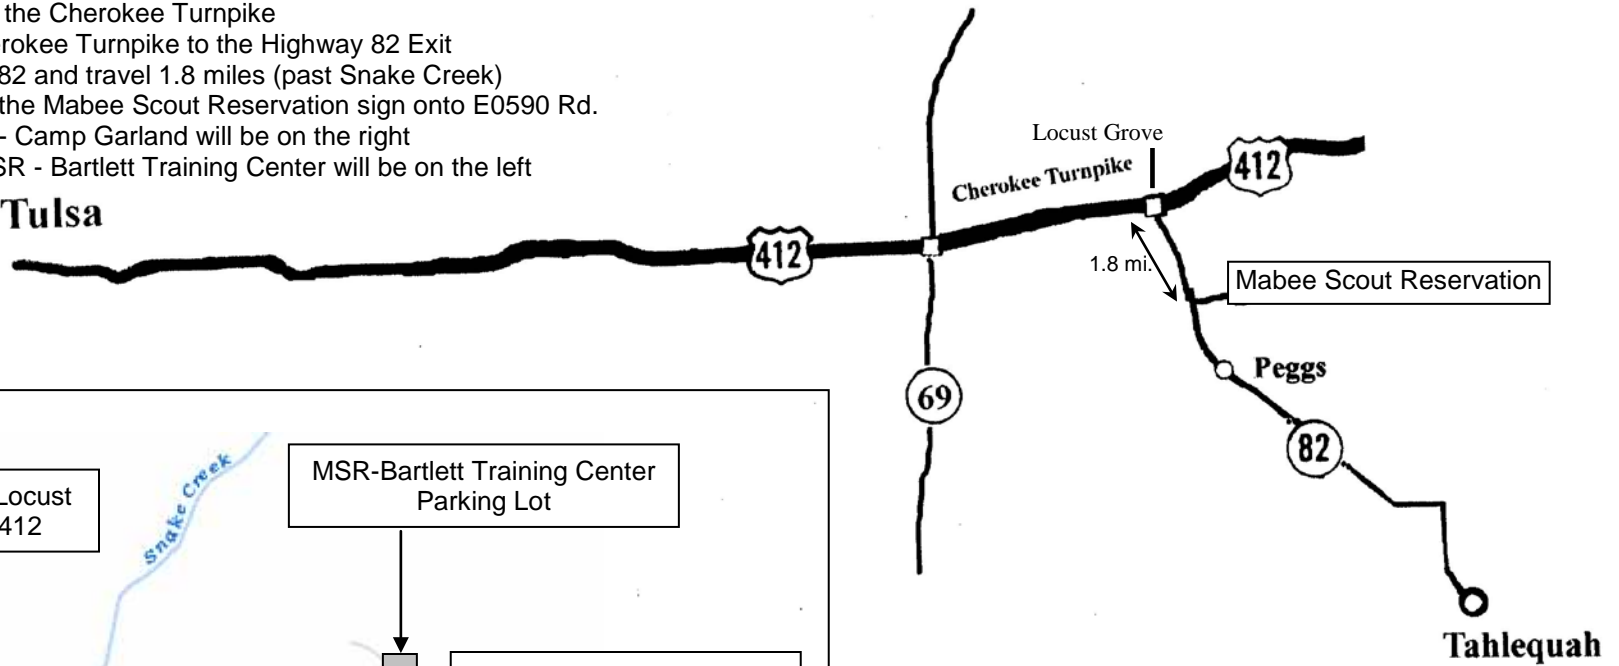 the Cherokee Turnpike
erokee Turnpike to the Highway 82 Exit
82 and travel 1.8 miles (past Snake Creek)
the Mabee Scout Reservation sign onto E0590 Rd.
- Camp Garland will be on the right
SR - Bartlett Training Center will be on the left
Locust Grove
Cherokee Turnpike
412
Tulsa
412
1.8 mi.
Mabee Scout Reservation
Peggs
69
82
Tahlequah
Locust
412
Snake Creek
MSR-Bartlett Training Center
Parking Lot